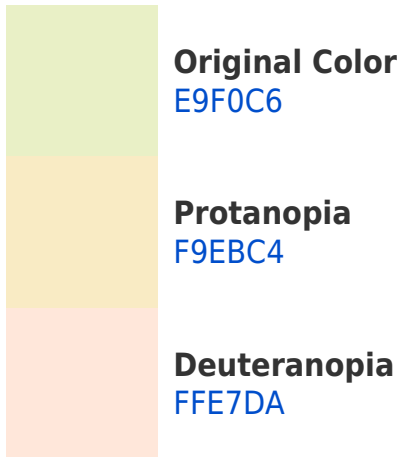 Original Color
E9F0C6
Protanopia
F9EBC4
Deuteranopia
FFE7DA